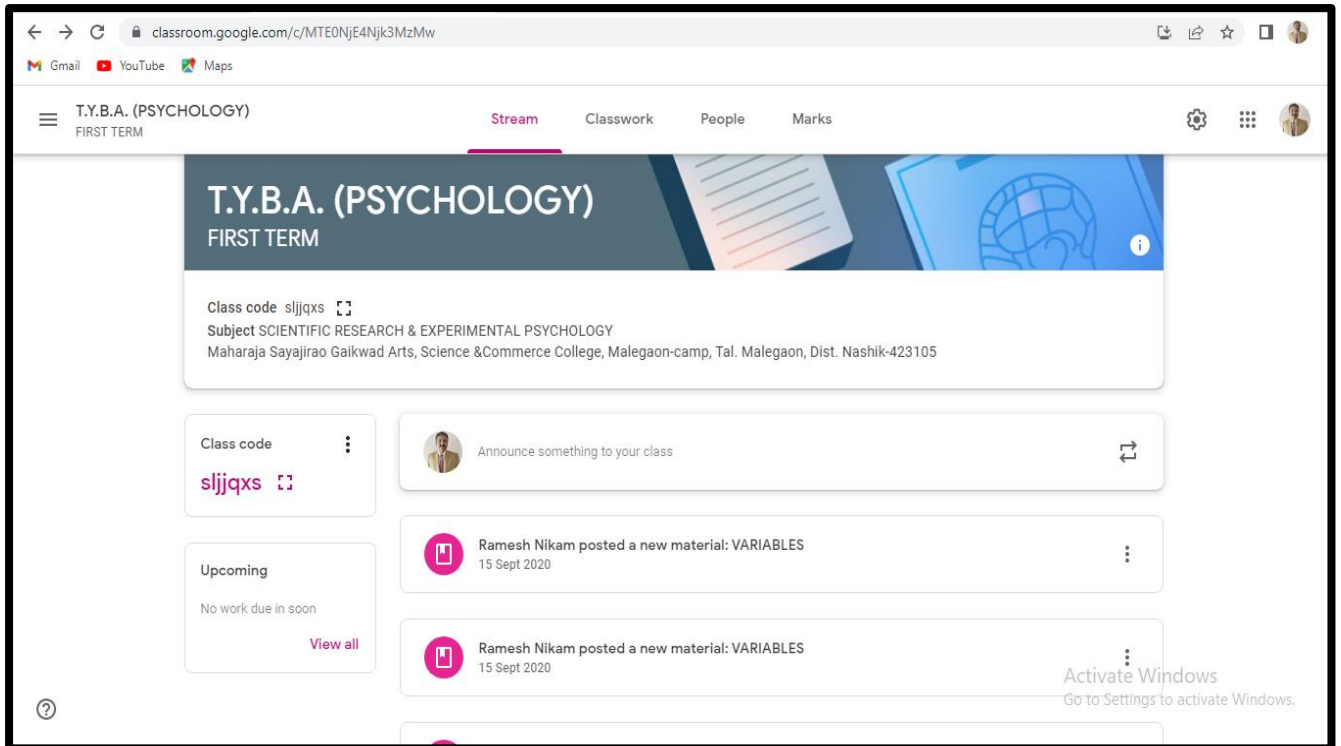 classroom.google.com/c/MTE0NjE4Njk3MzMw
Gmail YouTube Maps
T.Y.B.A. (PSYCHOLOGY)
FIRST TERM
Stream Classwork People Marks
T.Y.B.A. (PSYCHOLOGY)
FIRST TERM
Class code sljjqxs
Subject SCIENTIFIC RESEARCH & EXPERIMENTAL PSYCHOLOGY
Maharaja Sayajirao Gaikwad Arts, Science &Commerce College, Malegaon-camp, Tal. Malegaon, Dist. Nashik-423105
Class code
sljjqxs
Announce something to your class
Upcoming
No work due in soon
View all
Ramesh Nikam posted a new material: VARIABLES
15 Sept 2020
Ramesh Nikam posted a new material: VARIABLES
15 Sept 2020
Activate Windows
Go to Settings to activate Windows.